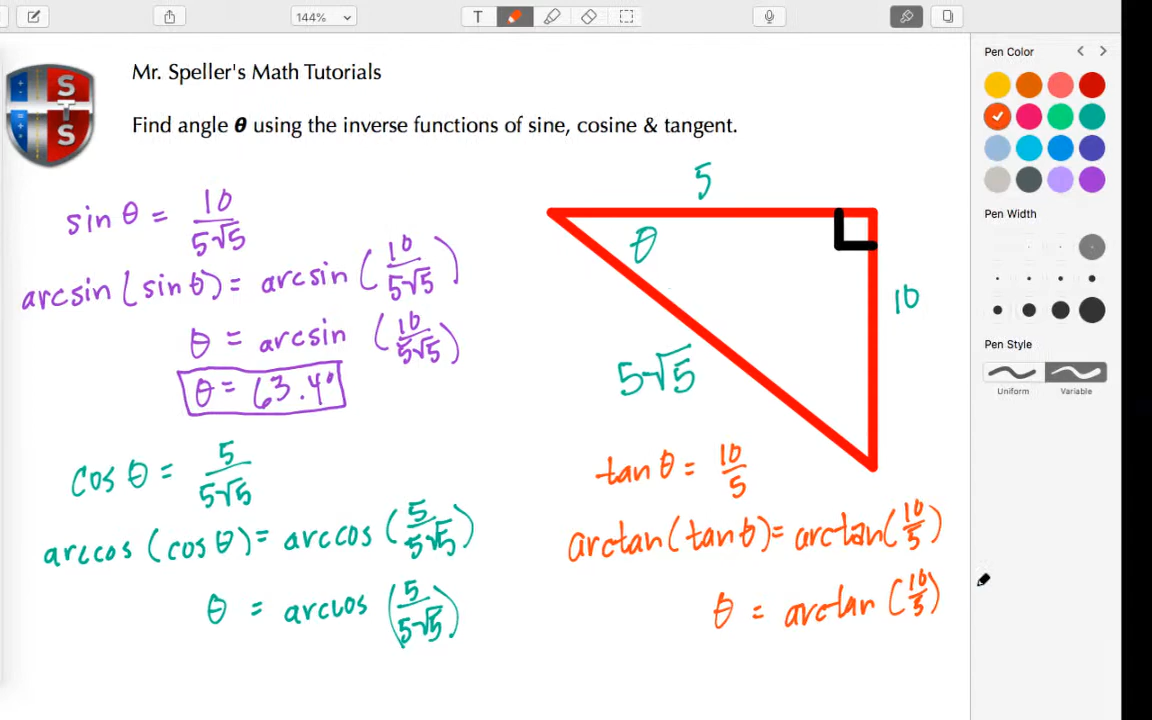 144%
T
Mr. Speller's Math Tutorials
Find angle θ using the inverse functions of sine, cosine & tangent.
S
T
S
sin θ = 10/5√5
arcsin (sin θ) = arcsin (10/5√5)
θ = arcsin (10/5√5)
θ = 63.4°
cos θ = 5/5√5
arccos (cos θ) = arccos (5/5√5)
θ = arccos (5/5√5)
5
θ
10
5√5
tan θ = 10/5
arctan (tan θ) = arctan (10/5)
θ = arctan (10/5)
Pen Color
Pen Width
Pen Style
Uniform Variable